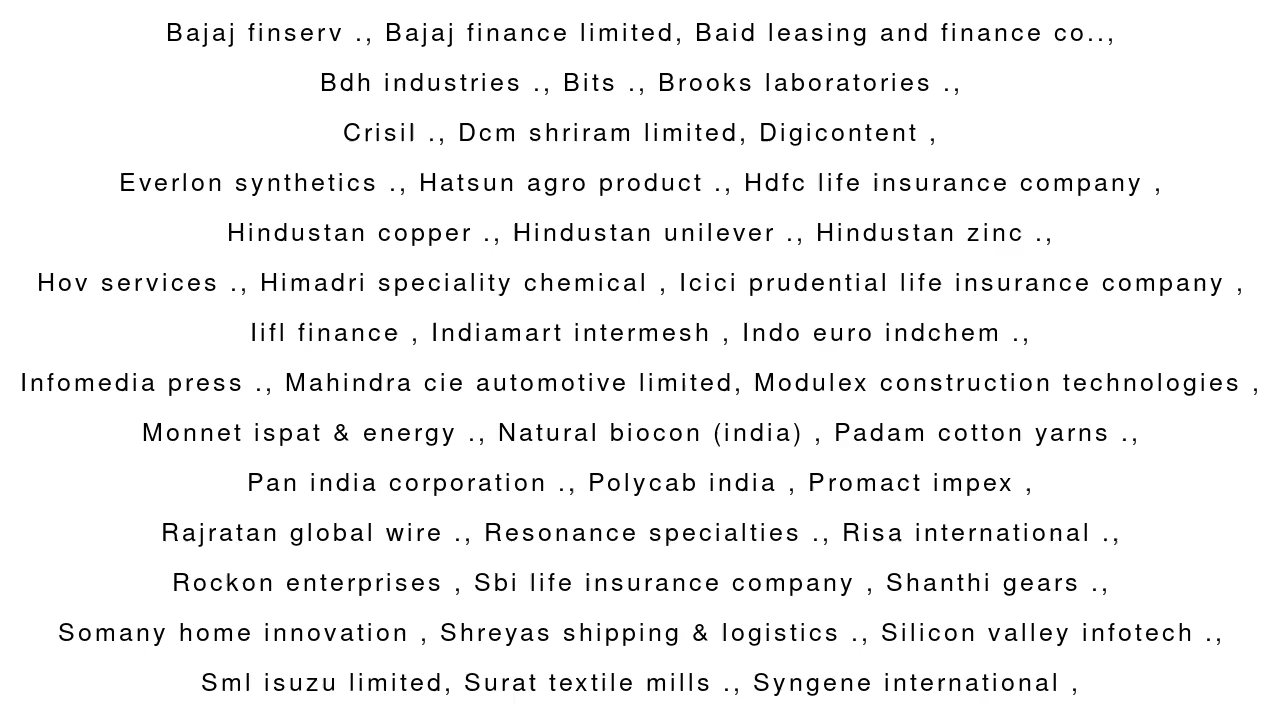 Bajaj finserv ., Bajaj finance limited, Baid leasing and finance co..,
Bdh industries ., Bits ., Brooks laboratories .,
Crisil ., Dcm shriram limited, Digicontent ,
Everlon synthetics ., Hatsun agro product ., Hdfc life insurance company ,
Hindustan copper ., Hindustan unilever ., Hindustan zinc .,
Hov services ., Himadri speciality chemical , Icici prudential life insurance company ,
Iifl finance , Indiamart intermesh , Indo euro indchem .,
Infomedia press ., Mahindra cie automotive limited, Modulex construction technologies ,
Monnet ispat & energy ., Natural biocon (india) , Padam cotton yarns .,
Pan india corporation ., Polycab india , Promact impex ,
Rajratan global wire ., Resonance specialties ., Risa international .,
Rockon enterprises , Sbi life insurance company , Shanthi gears .,
Somany home innovation , Shreyas shipping & logistics ., Silicon valley infotech .,
Sml isuzu limited, Surat textile mills ., Syngene international ,